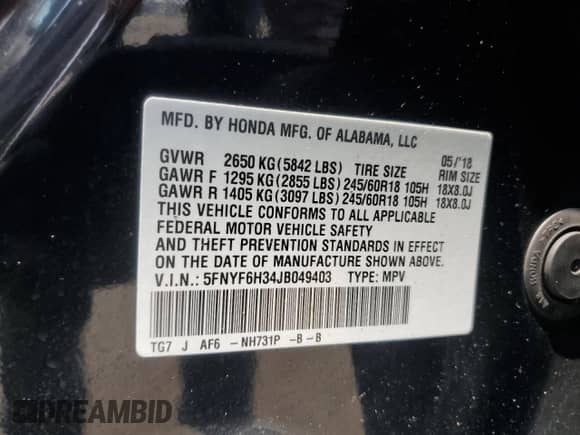 MFD. BY HONDA MFG. OF ALABAMA, LLC
05/'18
GVWR 2650 KG(5842 LBS) TIRE SIZE RIM SIZE
GAWR F 1295 KG(2855 LBS)245/60R18 105H 18X8.0J
GAWR R 1405 KG(3097 LBS)245/60R18 105H 18X8.0J
THIS VEHICLE CONFORMS TO ALL APPLICABLE
FEDERAL MOTOR VEHICLE SAFETY
AND THEFT PREVENTION STANDARDS IN EFFECT
ON THE DATE OF MANUFACTURE SHOWN ABOVE.
V.I.N.: 5FNYF6H34JB049403 TYPE: MPV
TG7 J AF6 -NH731P -B-B
DREAMBID